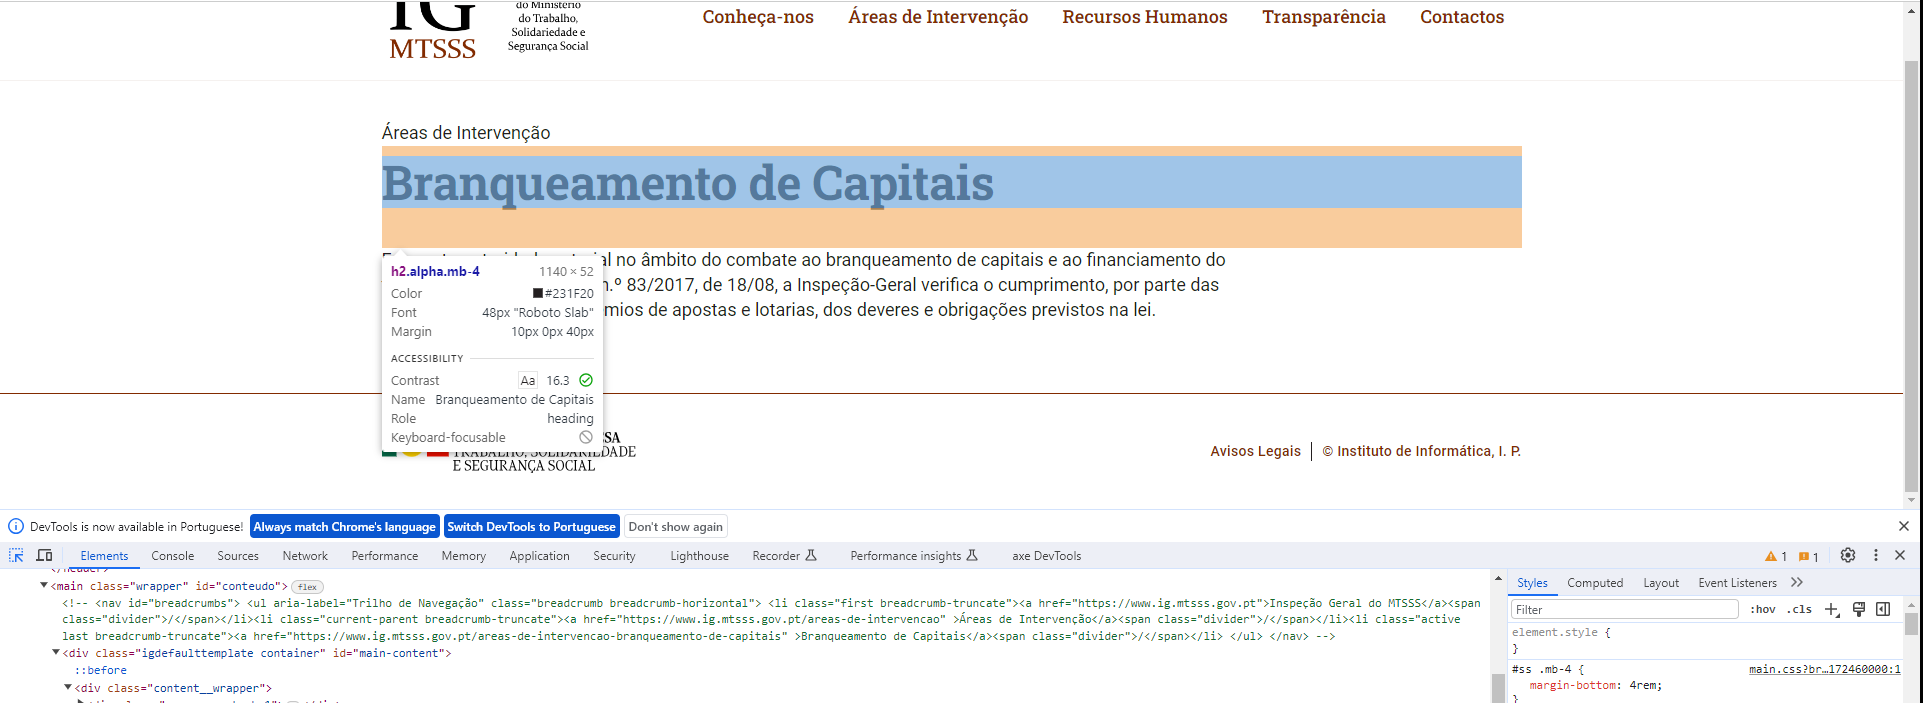 IG
MTSSS
do Ministério
do Trabalho,
Solidariedade e
Segurança Social
Conheça-nos Áreas de Intervenção Recursos Humanos Transparência Contactos
Áreas de Intervenção
Branqueamento de Capitais
al no âmbito do combate ao branqueamento de capitais e ao financiamento do
n.º 83/2017, de 18/08, a Inspeção-Geral verifica o cumprimento, por parte das
mios de apostas e lotarias, dos deveres e obrigações previstos na lei.
h2.alpha.mb-4 1140 × 52
Color #231F20
Font 48px "Roboto Slab"
Margin 10px 0px 40px
ACCESSIBILITY
Contrast Aa 16.3
Name Branqueamento de Capitais
Role heading
Keyboard-focusable
SA
TRABALHO, SOLIDARIEDADE
E SEGURANÇA SOCIAL
Avisos Legais | © Instituto de Informática, I. P.
DevTools is now available in Portuguese! Always match Chrome's language Switch DevTools to Portuguese Don't show again
Elements Console Sources Network Performance Memory Application Security Lighthouse Recorder Performance insights axe DevTools 1 1
</header>
<main class="wrapper" id="conteudo"> flex
<!-- <nav id="breadcrumbs"> <ul aria-label="Trilho de Navegação" class="breadcrumb breadcrumb-horizontal"> <li class="first breadcrumb-truncate"><a href="https://www.ig.mtsss.gov.pt">Inspeção Geral do MTSSS</a><span
class="divider">/</span></li><li class="current-parent breadcrumb-truncate"><a href="https://www.ig.mtsss.gov.pt/areas-de-intervencao" >Áreas de Intervenção</a><span class="divider">/</span></li><li class="active
last breadcrumb-truncate"><a href="https://www.ig.mtsss.gov.pt/areas-de-intervencao-branqueamento-de-capitais" >Branqueamento de Capitais</a><span class="divider">/</span></li> </ul> </nav> -->
<div class="igdefaulttemplate container" id="main-content">
::before
<div class="content__wrapper">
Styles Computed Layout Event Listeners
Filter :hov .cls
element.style {
}
#ss .mb-4 { main.css?br…172460000:1
margin-bottom: 4rem;
}